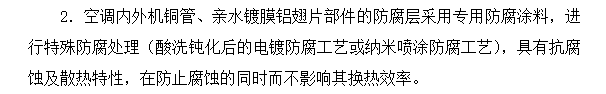 2．空调内外机铜管、亲水镀膜铝翅片部件的防腐层采用专用防腐涂料，进
行特殊防腐处理（酸洗钝化后的电镀防腐工艺或纳米喷涂防腐工艺），具有抗腐
蚀及散热特性，在防止腐蚀的同时而不影响其换热效率。